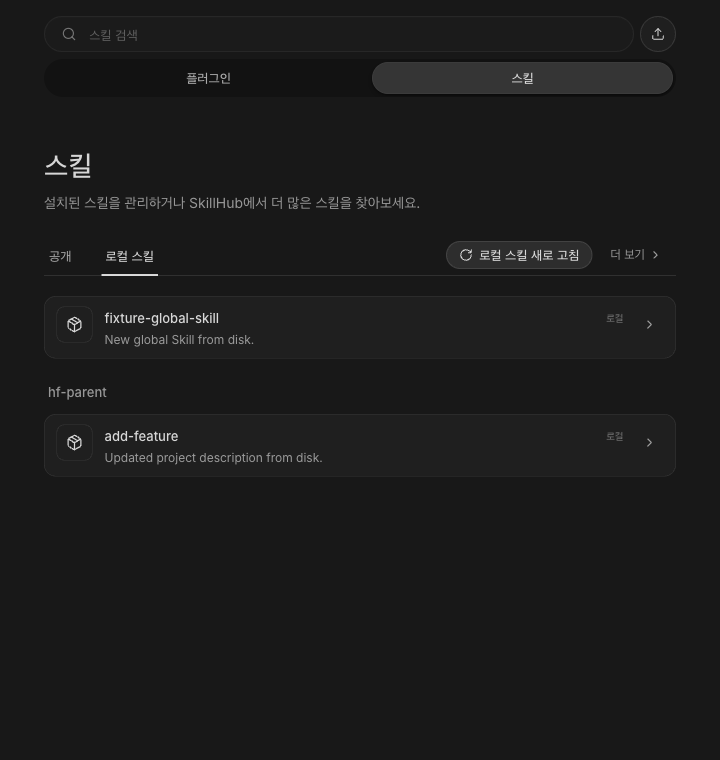 스킬 검색
플러그인
스킬
스킬
설치된 스킬을 관리하거나 SkillHub에서 더 많은 스킬을 찾아보세요.
공개
로컬 스킬
로컬 스킬 새로 고침
더 보기
fixture-global-skill
로컬
New global Skill from disk.
hf-parent
add-feature
로컬
Updated project description from disk.